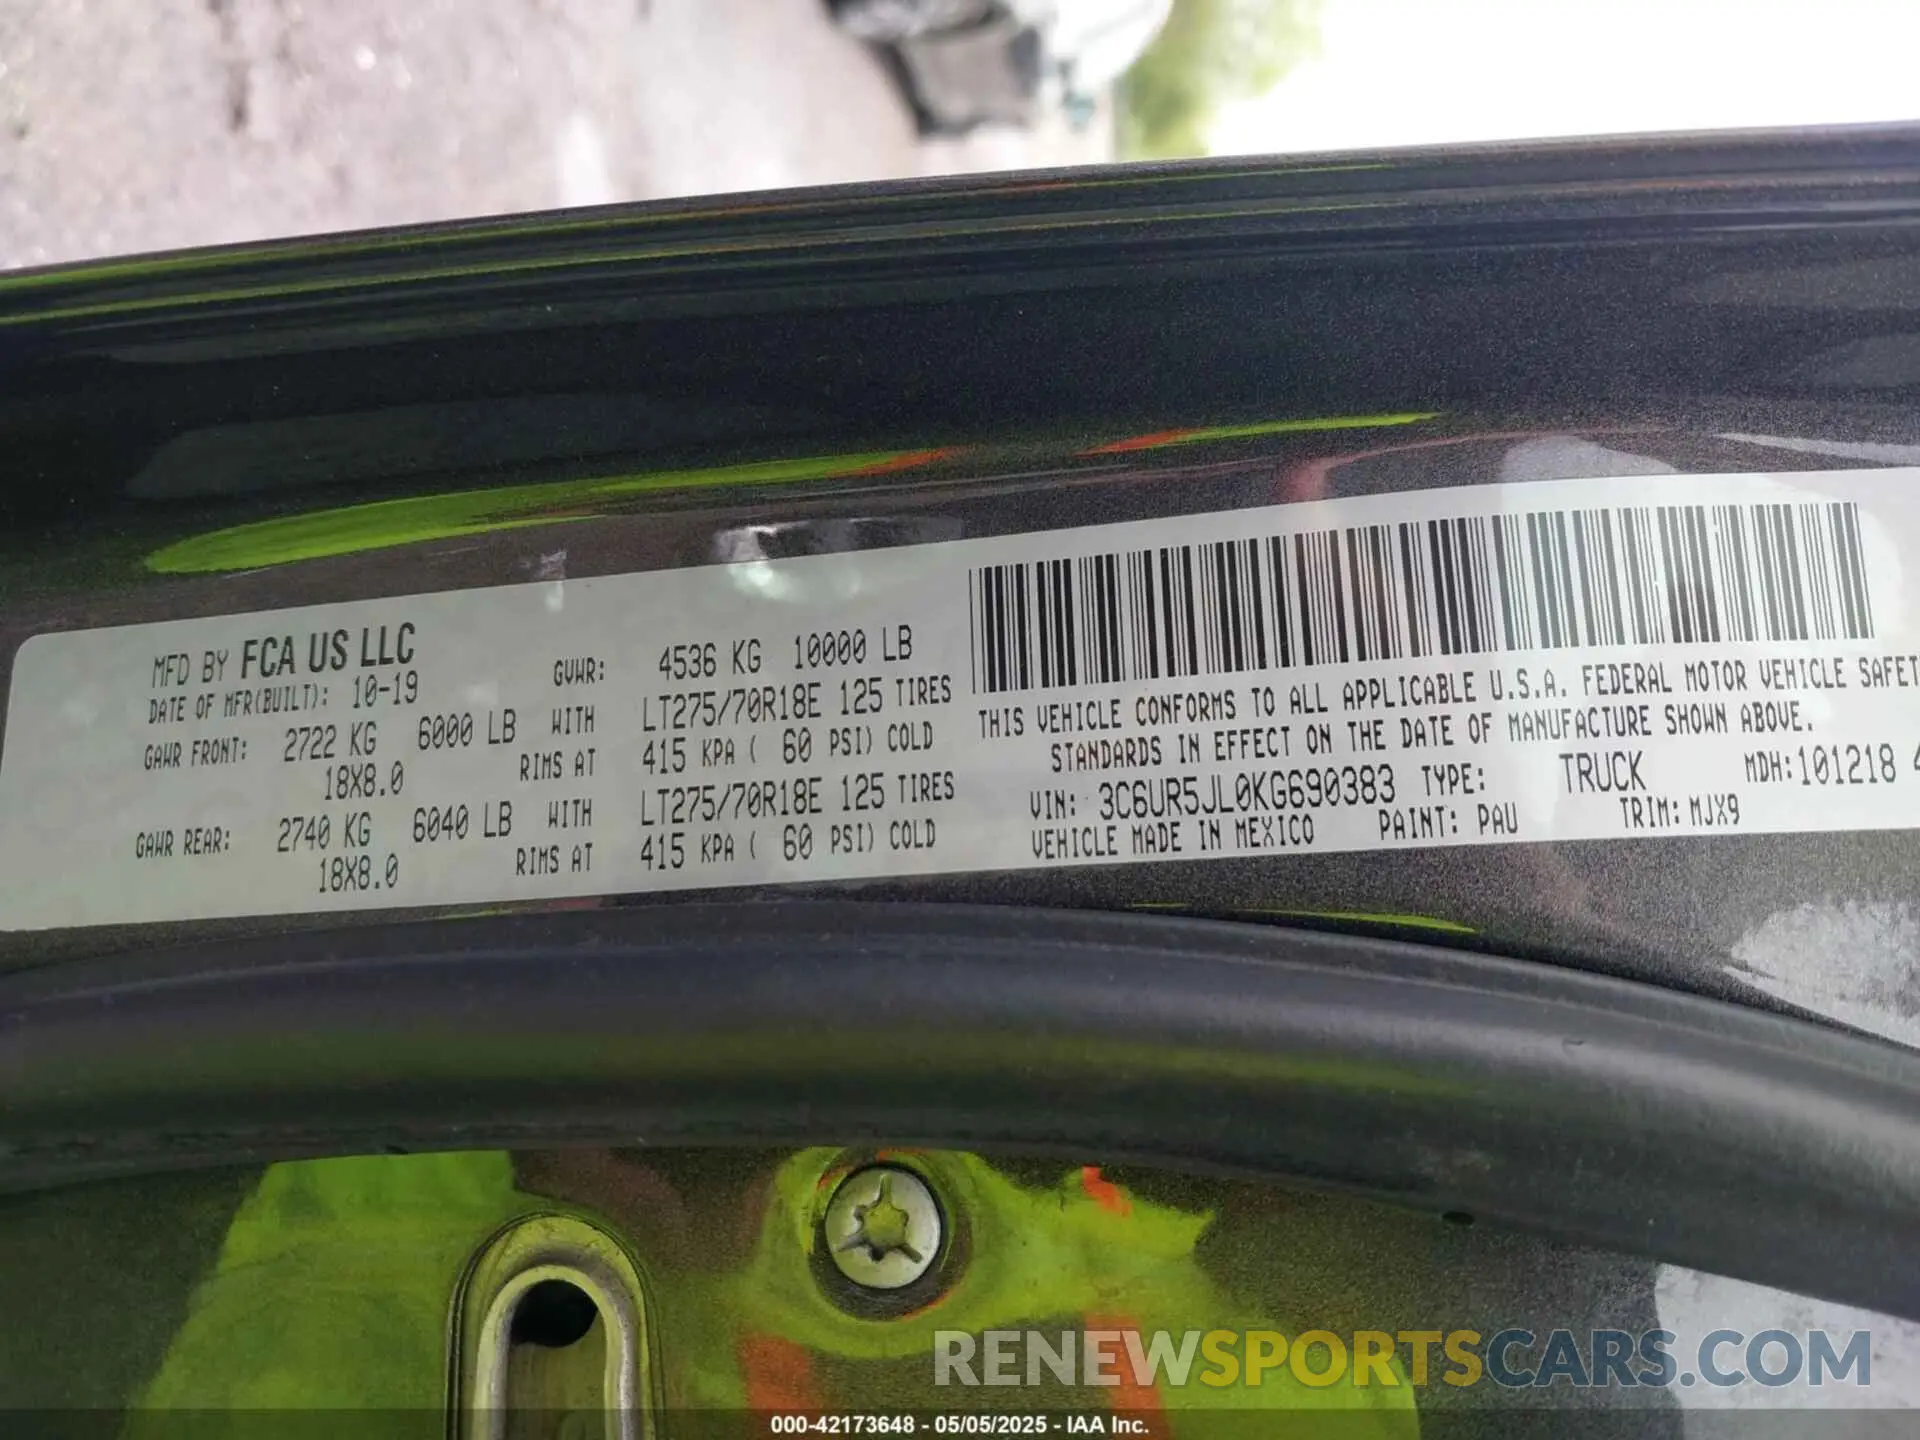 MFD BY FCA US LLC
DATE OF MFR(BUILT): 10-19
GVWR: 4536 KG 10000 LB
GAWR FRONT: 2722 KG 6000 LB WITH LT275/70R18E 125 TIRES
18X8.0 RIMS AT 415 KPA ( 60 PSI) COLD
GAWR REAR: 2740 KG 6040 LB WITH LT275/70R18E 125 TIRES
18X8.0 RIMS AT 415 KPA ( 60 PSI) COLD
THIS VEHICLE CONFORMS TO ALL APPLICABLE U.S.A. FEDERAL MOTOR VEHICLE SAFET
STANDARDS IN EFFECT ON THE DATE OF MANUFACTURE SHOWN ABOVE.
VIN: 3C6UR5JL0KG690383 TYPE: TRUCK MDH:101218 4
VEHICLE MADE IN MEXICO PAINT: PAU TRIM: MJX9
RENEWSPORTSCARS.COM
000-42173648 - 05/05/2025 - IAA Inc.